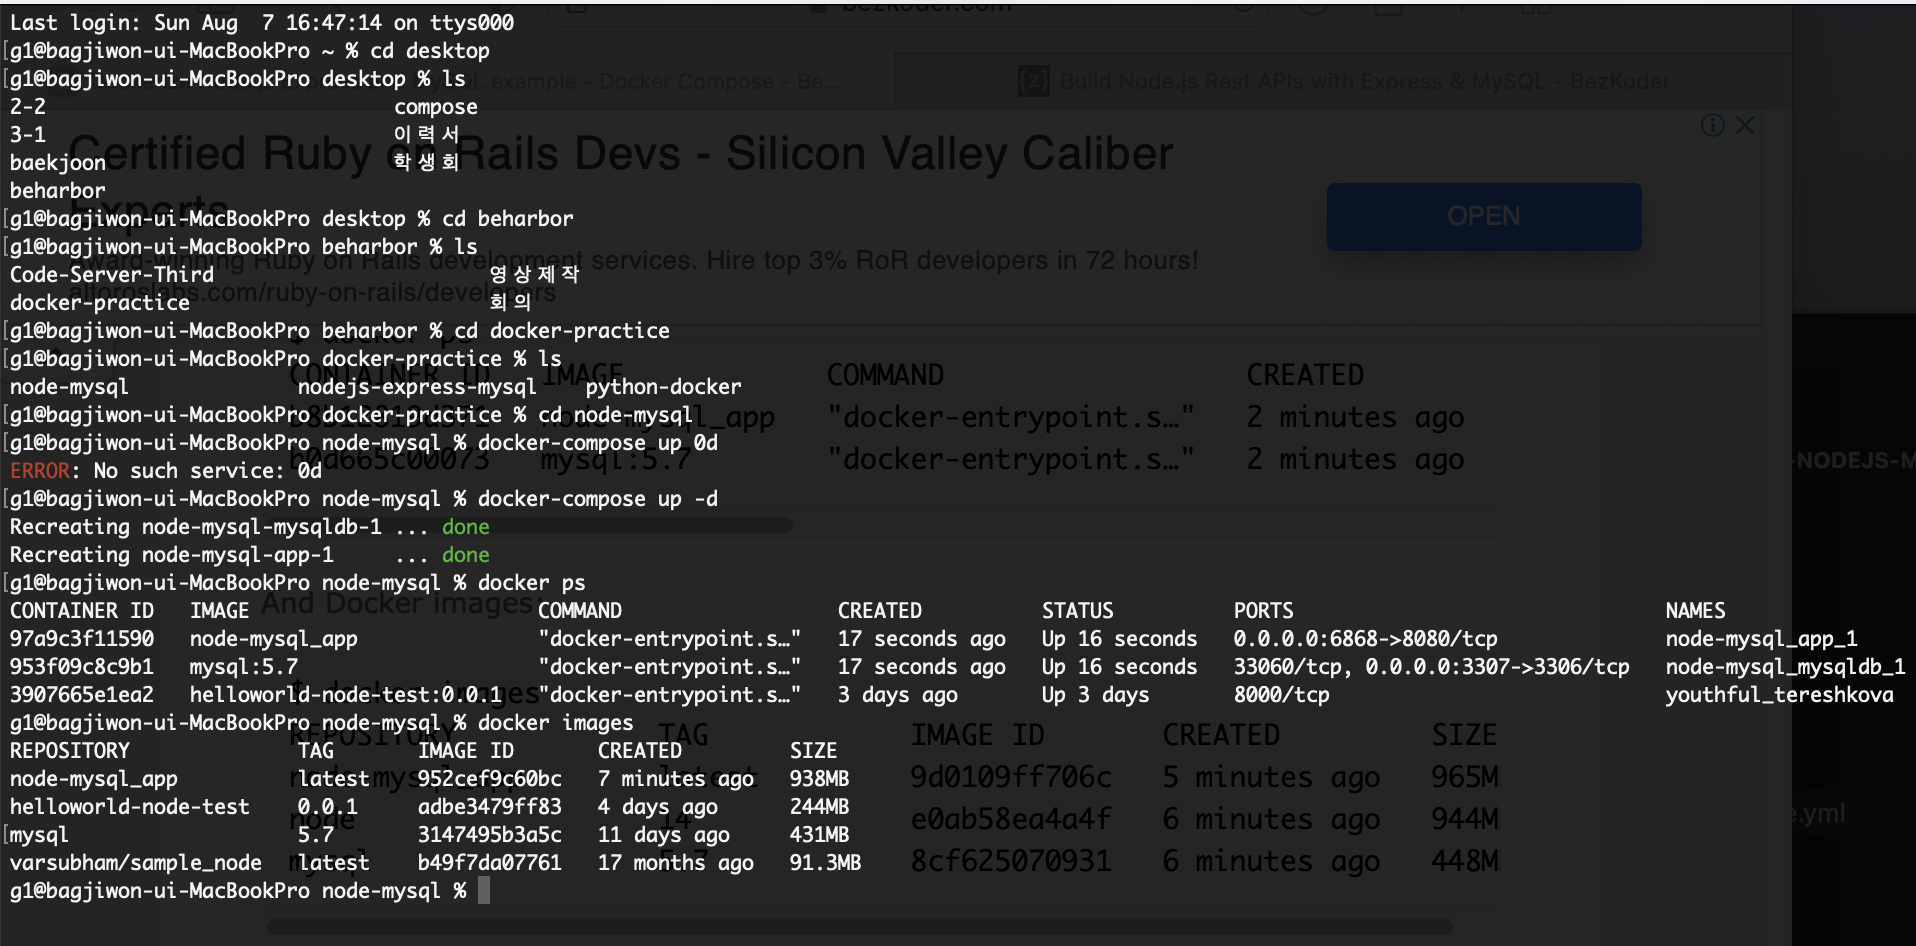 Last login: Sun Aug  7 16:47:14 on ttys000
[g1@bagjiwon-ui-MacBookPro ~ % cd desktop
[g1@bagjiwon-ui-MacBookPro desktop % ls
2-2                             compose
3-1                             이력서
baekjoon                        학생회
beharbor
[g1@bagjiwon-ui-MacBookPro desktop % cd beharbor
[g1@bagjiwon-ui-MacBookPro beharbor % ls
Code-Server-Third                       영상제작
docker-practice                         회의
[g1@bagjiwon-ui-MacBookPro beharbor % cd docker-practice
[g1@bagjiwon-ui-MacBookPro docker-practice % ls
node-mysql              nodejs-express-mysql    python-docker
[g1@bagjiwon-ui-MacBookPro docker-practice % cd node-mysql
[g1@bagjiwon-ui-MacBookPro node-mysql % docker-compose up 0d
ERROR: No such service: 0d
[g1@bagjiwon-ui-MacBookPro node-mysql % docker-compose up -d
Recreating node-mysql-mysqldb-1 ... done
Recreating node-mysql-app-1     ... done
[g1@bagjiwon-ui-MacBookPro node-mysql % docker ps
CONTAINER ID   IMAGE                        COMMAND                  CREATED          STATUS          PORTS                               NAMES
97a9c3f11590   node-mysql_app               "docker-entrypoint.s…"   17 seconds ago   Up 16 seconds   0.0.0.0:6868->8080/tcp              node-mysql_app_1
953f09c8c9b1   mysql:5.7                    "docker-entrypoint.s…"   17 seconds ago   Up 16 seconds   33060/tcp, 0.0.0.0:3307->3306/tcp   node-mysql_mysqldb_1
3907665e1ea2   helloworld-node-test:0.0.1   "docker-entrypoint.s…"   3 days ago       Up 3 days       8000/tcp                            youthful_tereshkova
g1@bagjiwon-ui-MacBookPro node-mysql % docker images
REPOSITORY              TAG       IMAGE ID       CREATED         SIZE
node-mysql_app          latest    952cef9c60bc   7 minutes ago   938MB
helloworld-node-test    0.0.1     adbe3479ff83   4 days ago      244MB
[mysql                   5.7       3147495b3a5c   11 days ago     431MB
varsubham/sample_node   latest    b49f7da07761   17 months ago   91.3MB
g1@bagjiwon-ui-MacBookPro node-mysql %
bezkoder.com
SQL example - Docker Compose - Be...
{Z} Build Node.js Rest APIs with Express & MySQL - BezKoder
Certified Ruby on Rails Devs - Silicon Valley Caliber
Experts
OPEN
Award-winning Ruby on Rails development services. Hire top 3% RoR developers in 72 hours!
alforoslabs.com/ruby-on-rails/developers
$ docker ps
CONTAINER ID IMAGE COMMAND CREATED
node-mysql_app "docker-entrypoint.s…" 2 minutes ago
b0d665c00073 mysql:5.7 "docker-entrypoint.s…" 2 minutes ago
-NODEJS-M
And Docker images:
$ docker images
REPOSITORY TAG IMAGE ID CREATED SIZE
node-mysql_app latest 9d0109ff706c 5 minutes ago 965M
node 14 e0ab58ea4a4f 6 minutes ago 944M
mysql 5.7 8cf625070931 6 minutes ago 448M
e.yml